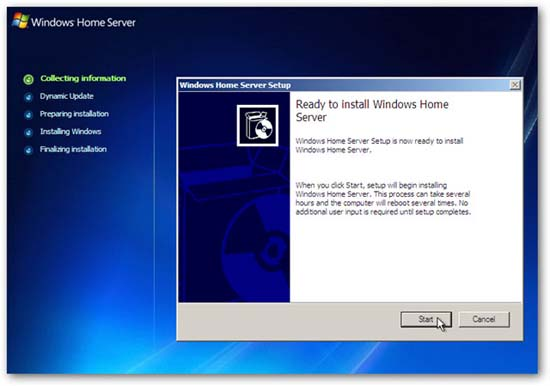 Windows Home Server
Collecting information
Dynamic Update
Preparing installation
Installing Windows
Finalizing installation
Windows Home Server Setup
Ready to install Windows Home
Server
Windows Home Server Setup is now ready to install
Windows Home Server.
When you click Start, setup will begin installing
Windows Home Server. This process can take several
hours and the computer will reboot several times. No
additional user input is required until setup completes.
Start
Cancel